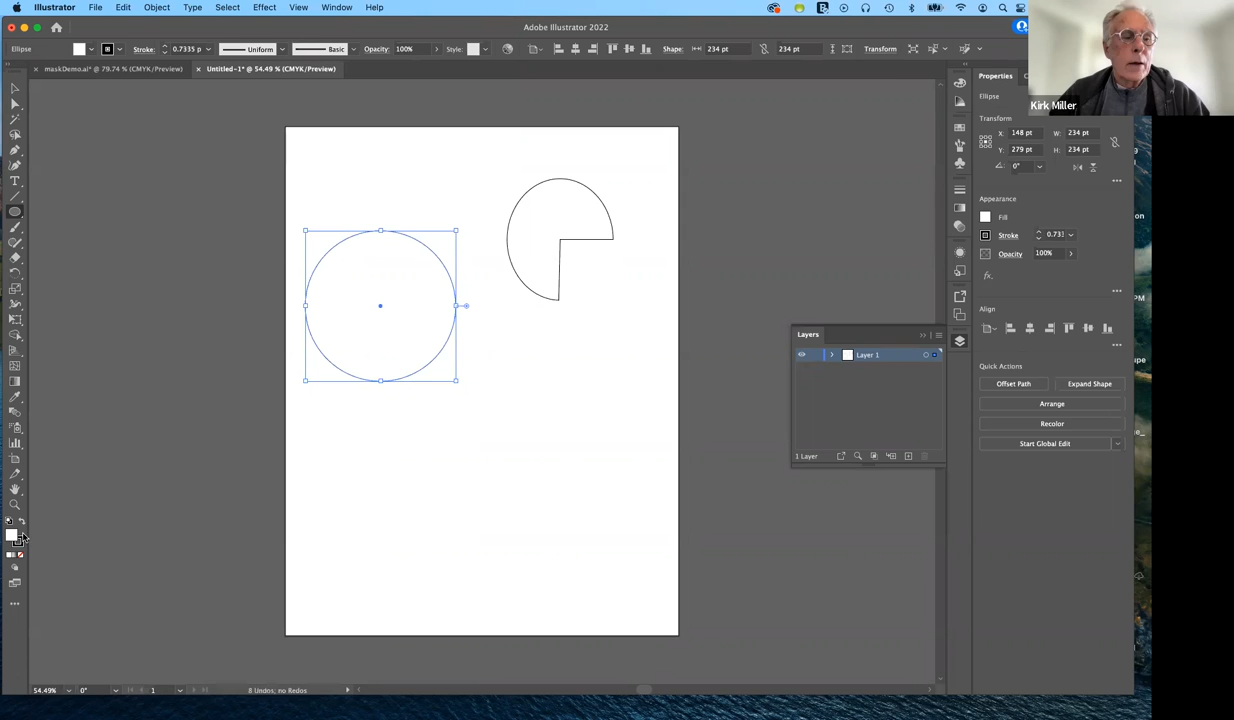 Illustrator File Edit Object Type Select Effect View Window Help
Adobe Illustrator 2022
Ellipse Stroke: 0.7335 p Uniform Basic Opacity: 100% Style: Shape: 234 pt 234 pt Transform
× maskDemo.ai* @ 79.74 % (CMYK/Preview) × Untitled-1* @ 54.49 % (CMYK/Preview)
Properties
Kirk Miller
Ellipse
Transform
X: 148 pt W: 234 pt
Y: 279 pt H: 234 pt
0°
Appearance
Fill
Stroke 0.733
Opacity 100%
fx.
Align
Layers
Layer 1
1 Layer
Quick Actions
Offset Path Expand Shape
Arrange
Recolor
Start Global Edit
54.49% 0° 1 8 Undos; no Redos